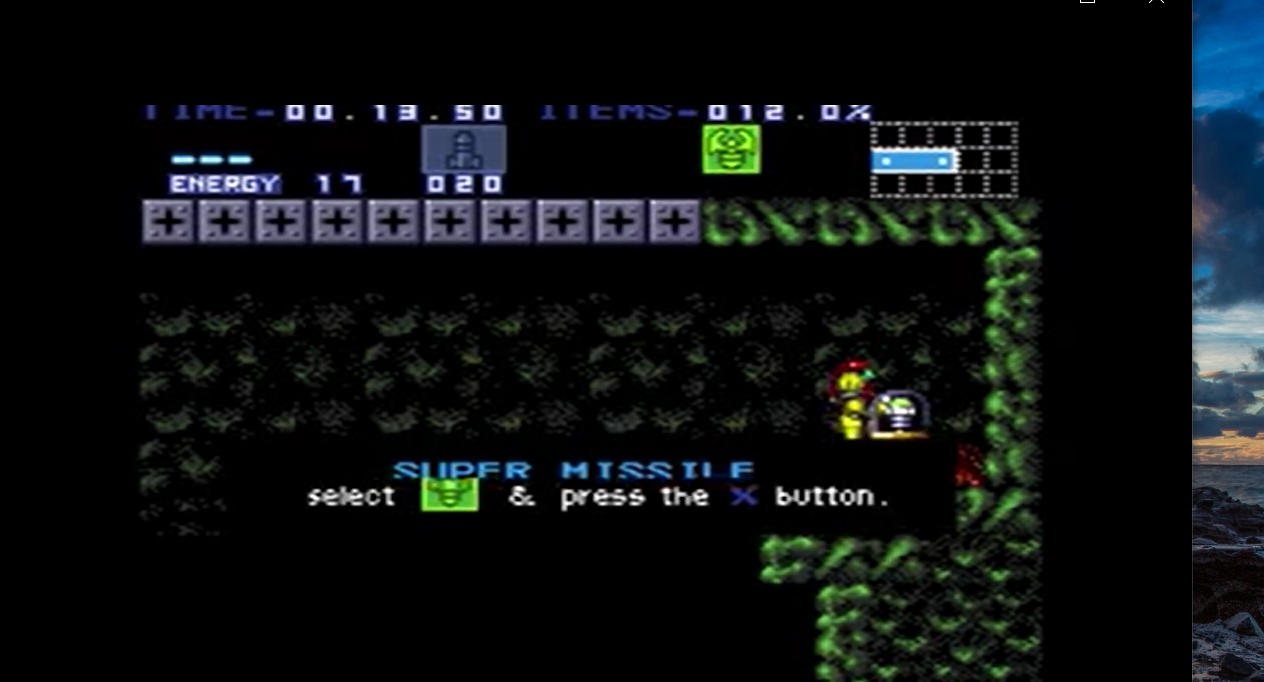 TIME-00.13.50 ITEMS-012.0%
ENERGY 17 020
SUPER MISSILE
select & press the X button.